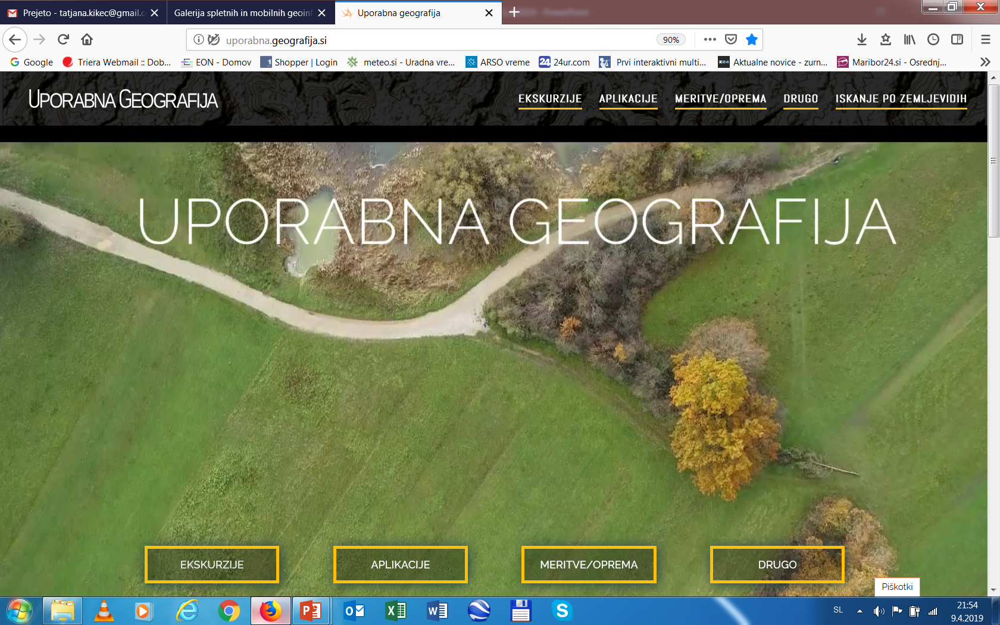 Prejeto - tatjana.kikec@gmail.c
Galerija spletnih in mobilnih geoinf
Uporabna geografija
uporabna.geografija.si
90%
Google
Triera Webmail :: Dob...
EON - Domov
Shopper | Login
meteo.si - Uradna vre...
ARSO vreme
24ur.com
Prvi interaktivni multi...
Aktualne novice - zurn...
Maribor24.si - Osrednj...
UPORABNA GEOGRAFIJA
EKSKURZIJE
APLIKACIJE
MERITVE/OPREMA
DRUGO
ISKANJE PO ZEMLJEVIDIH
UPORABNA GEOGRAFIJA
EKSKURZIJE
APLIKACIJE
MERITVE/OPREMA
DRUGO
Piškotki
SL
21:54
9.4.2019